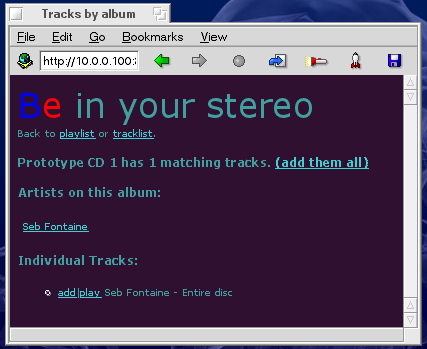 Tracks by album
File Edit Go Bookmarks View
http://10.0.0.100:
Be in your stereo
Back to playlist or tracklist.
Prototype CD 1 has 1 matching tracks. (add them all)
Artists on this album:
Seb Fontaine
Individual Tracks:
add|play Seb Fontaine - Entire disc